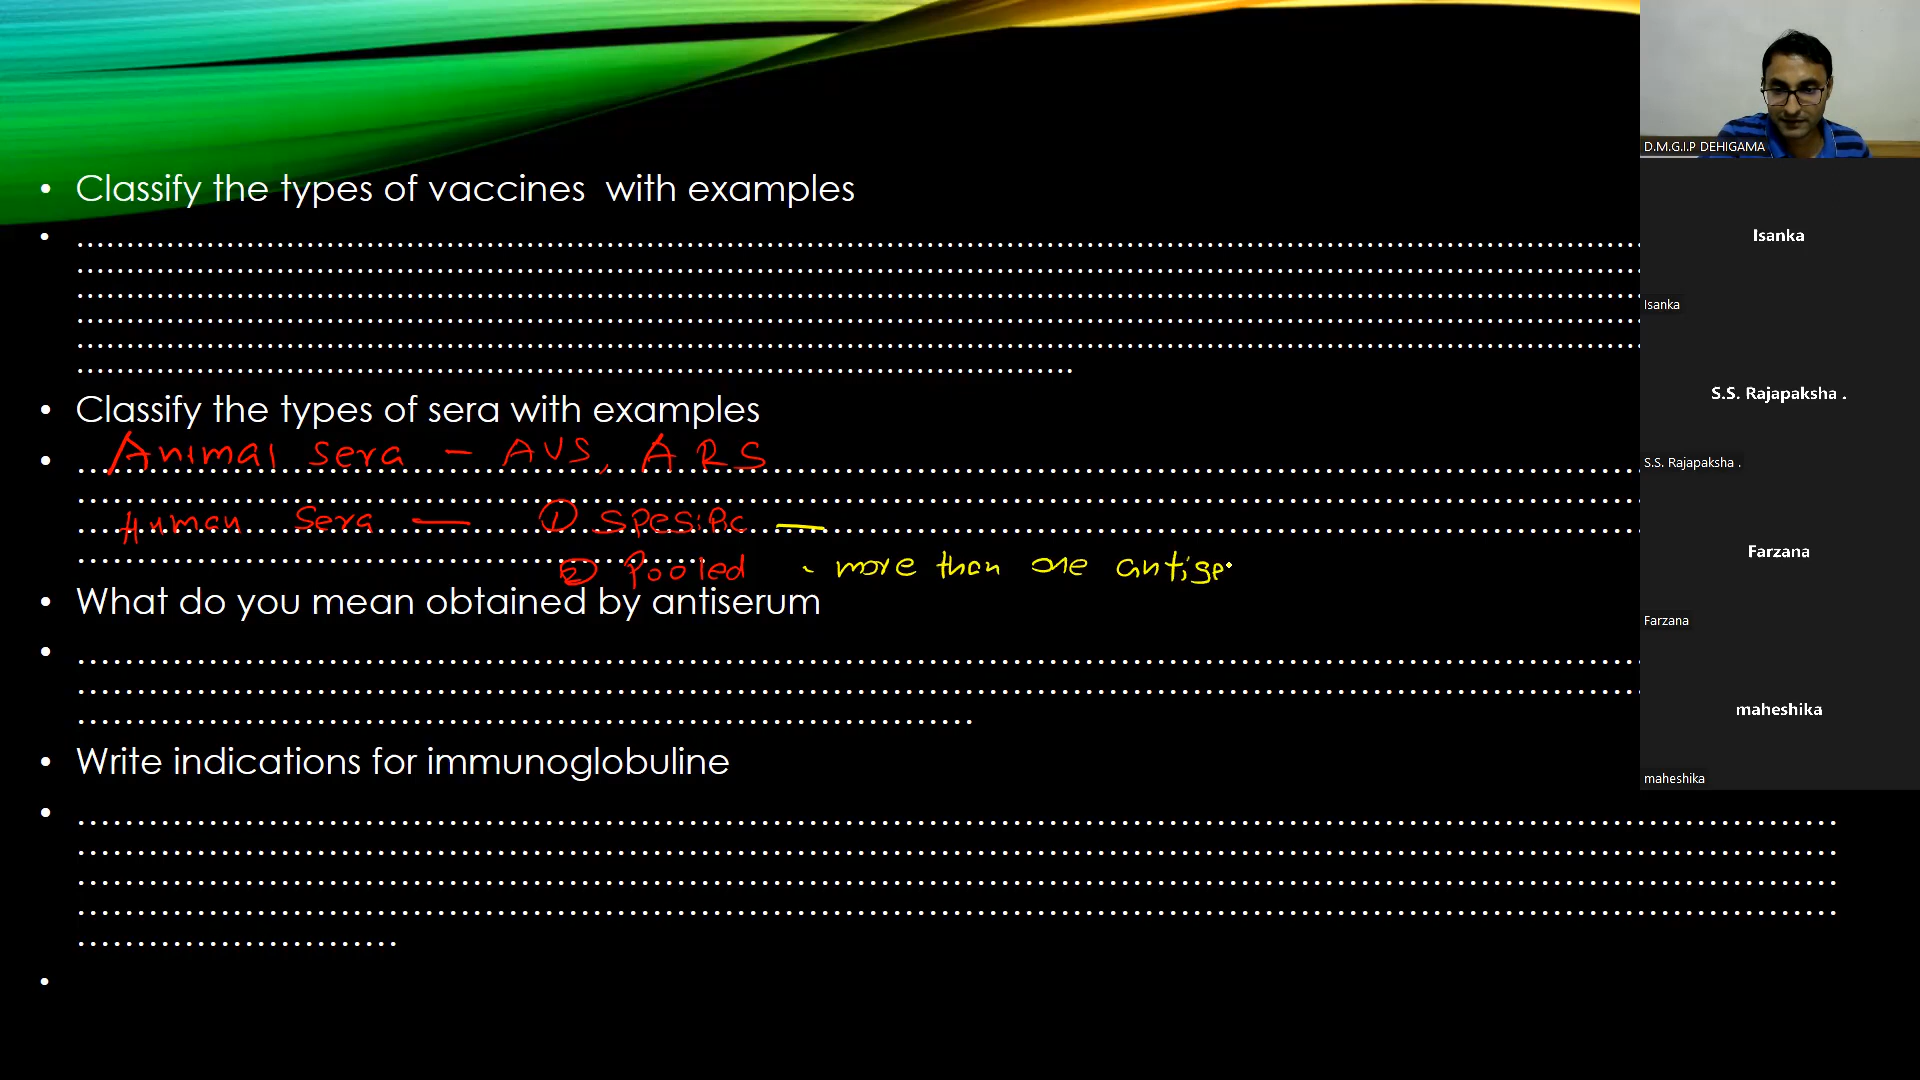 • Classify the types of vaccines with examples
• Classify the types of sera with examples
• Animal sera - AVS, ARS
Human Sera — ① spesific —
② Pooled - more than one antige
• What do you mean obtained by antiserum
• Write indications for immunoglobuline
D.M.G.I.P DEHIGAMA
Isanka
Isanka
S.S. Rajapaksha .
S.S. Rajapaksha .
Farzana
Farzana
maheshika
maheshika